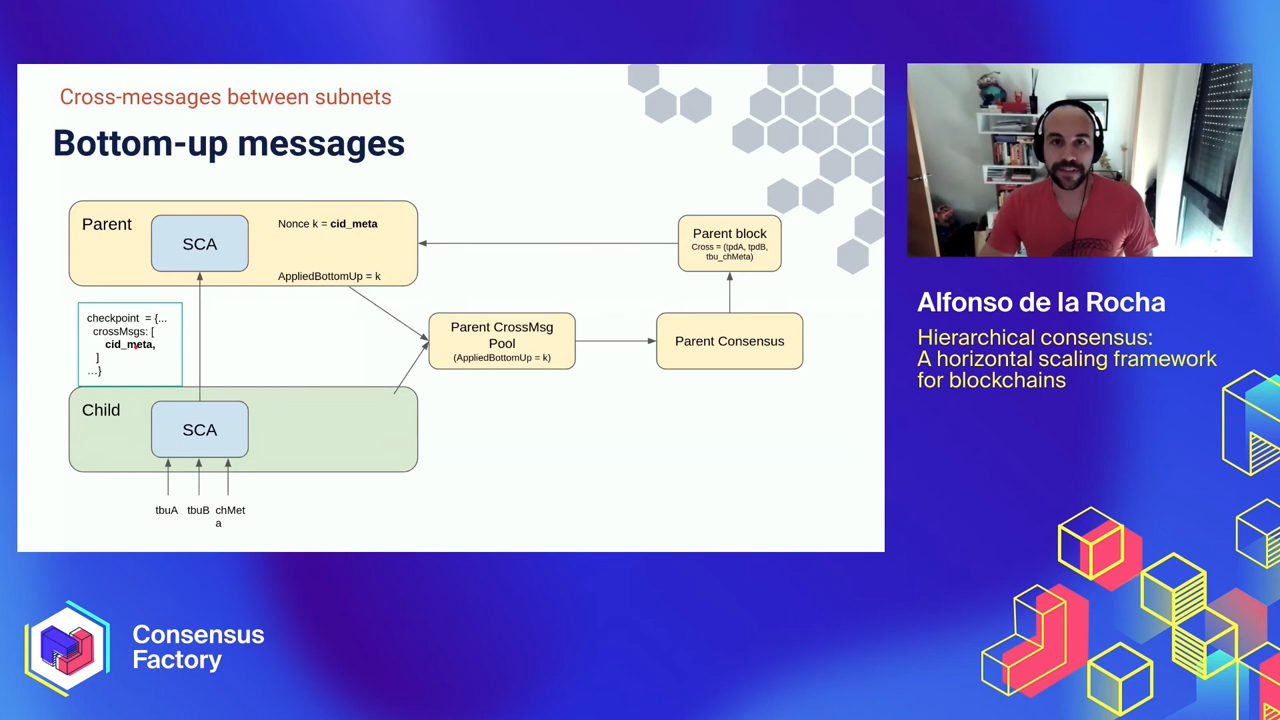 Cross-messages between subnets
Bottom-up messages
Parent
SCA
Nonce k = cid_meta
AppliedBottomUp = k
checkpoint = {...
crossMsgs: [
cid_meta,
]
...}
Child
SCA
tbuA
tbuB
chMet
a
Parent CrossMsg
Pool
(AppliedBottomUp = k)
Parent Consensus
Parent block
Cross = (tpdA, tpdB,
tbu_chMeta)
Alfonso de la Rocha
Hierarchical consensus:
A horizontal scaling framework
for blockchains
Consensus
Factory